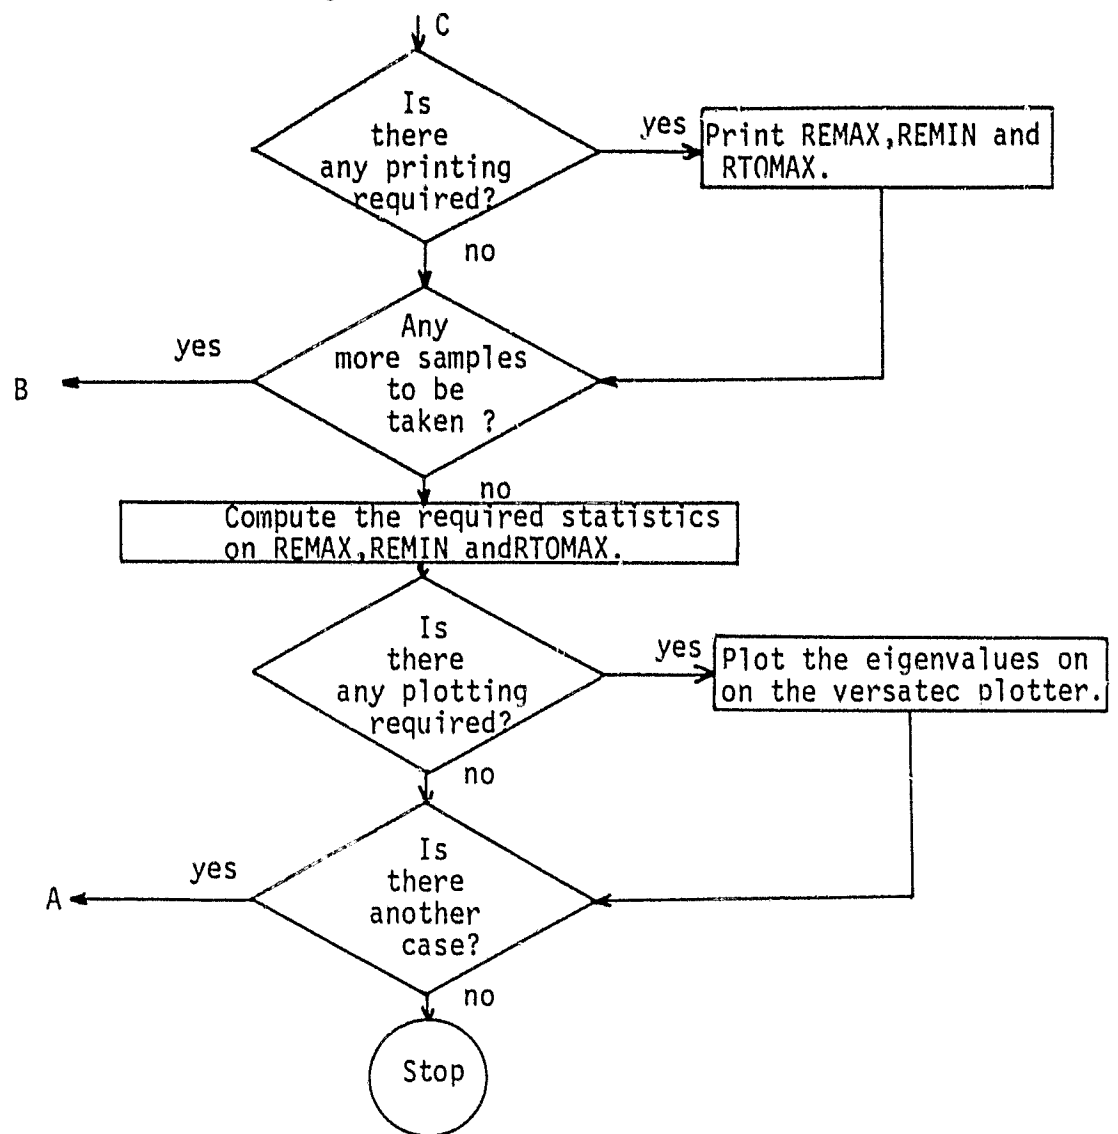 C
Is
there
any printing
required?
yes
Print REMAX,REMIN and
RTOMAX.
no
Any
more samples
to be
taken ?
yes
B
no
Compute the required statistics
on REMAX,REMIN andRTOMAX.
Is
there
any plotting
required?
yes
Plot the eigenvalues on
on the versatec plotter.
no
Is
there
another
case?
yes
A
no
Stop